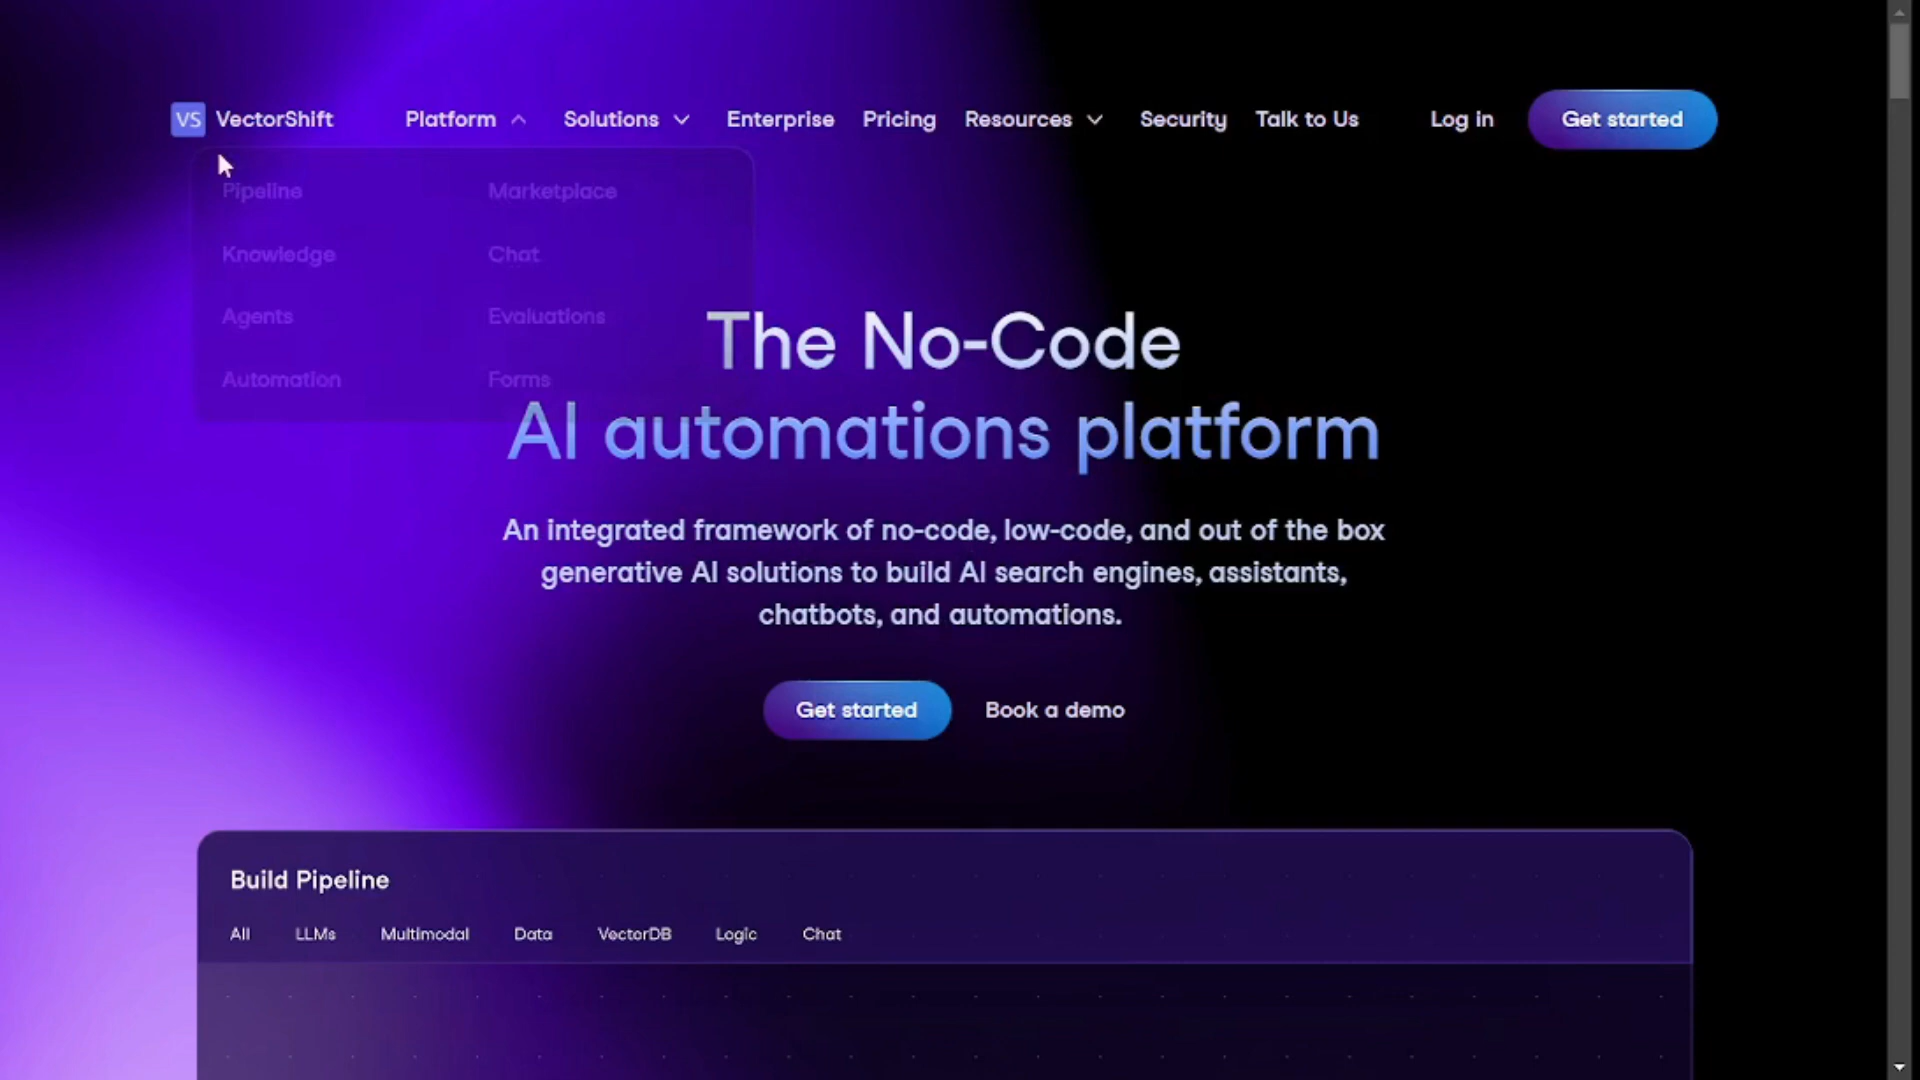 VS VectorShift Platform Solutions Enterprise Pricing Resources Security Talk to Us Log in Get started
Pipeline Marketplace
Knowledge Chat
Agents Evaluations
Automation Forms
The No-Code
AI automations platform
An integrated framework of no-code, low-code, and out of the box
generative AI solutions to build AI search engines, assistants,
chatbots, and automations.
Get started Book a demo
Build Pipeline
All LLMs Multimodal Data VectorDB Logic Chat